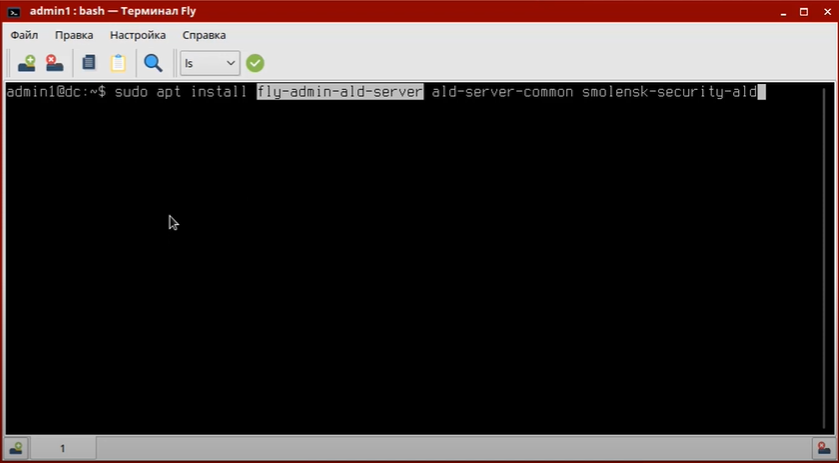 admin1 : bash — Терминал Fly
Файл Правка Настройка Справка
ls
admin1@dc:~$ sudo apt install fly-admin-ald-server ald-server-common smolensk-security-ald
1